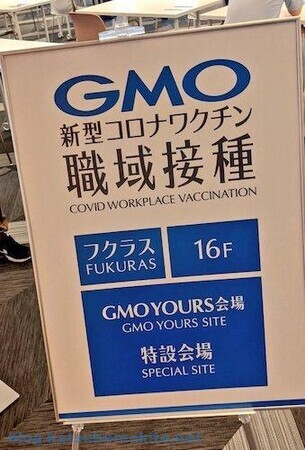 GMO
新型コロナワクチン
職域接種
COVID WORKPLACE VACCINATION
フクラス
FUKURAS
16F
GMO YOURS会場
GMO YOURS SITE
特設会場
SPECIAL SITE